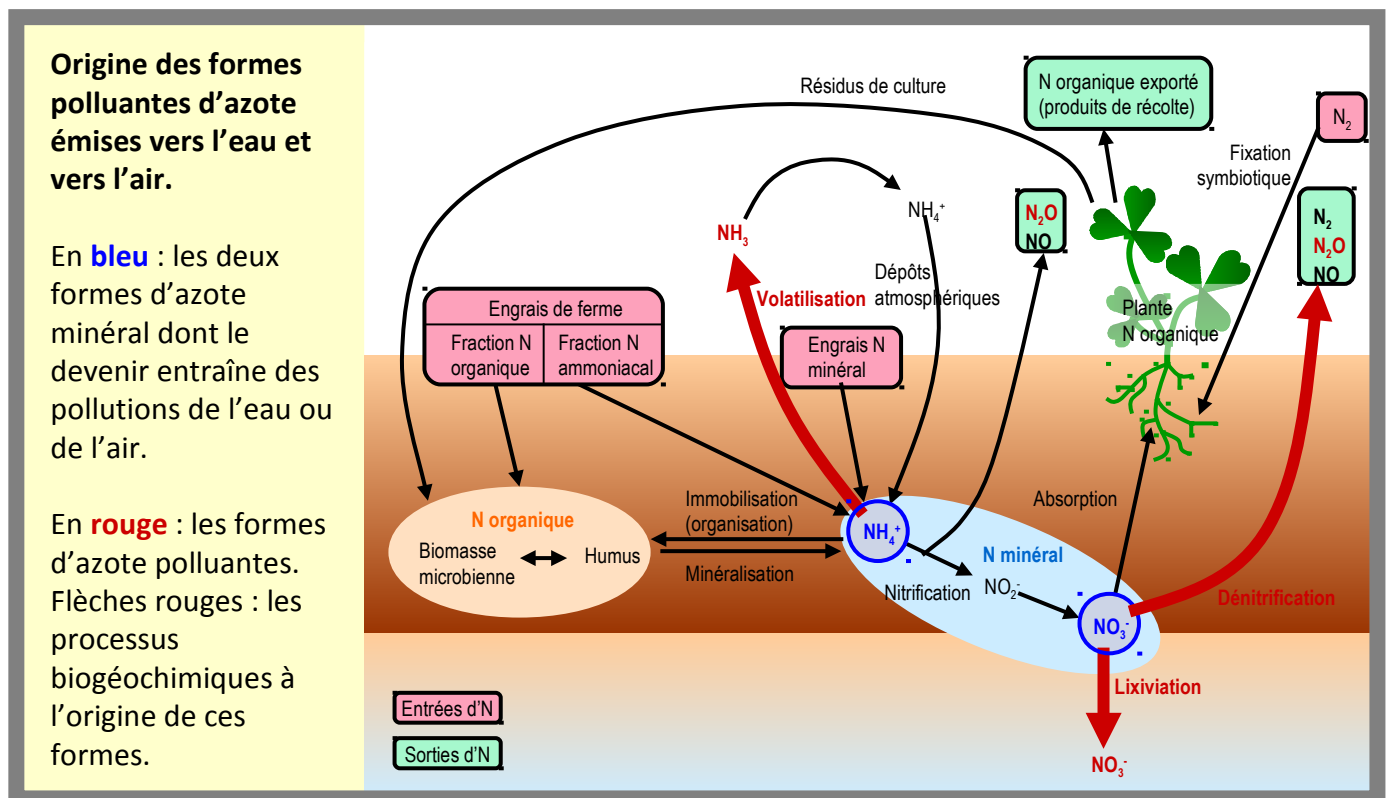 Origine des formes
polluantes d’azote
émises vers l’eau et
vers l’air.
En bleu : les deux
formes d’azote
minéral dont le
devenir entraîne des
pollutions de l’eau ou
de l’air.
En rouge : les formes
d’azote polluantes.
Flèches rouges : les
processus
biogéochimiques à
l’origine de ces
formes.
Résidus de culture
N organique exporté
(produits de récolte)
N₂
Fixation
symbiotique
NH₃
NH₄⁺
N₂O
NO
N₂
N₂O
NO
Dépôts
atmosphériques
Volatilisation
Engrais de ferme
Fraction N
organique
Fraction N
ammoniacal
Engrais N
minéral
Plante
N organique
Immobilisation
(organisation)
Absorption
N organique
Biomasse
microbienne
Humus
Minéralisation
NH₄⁺
N minéral
Nitrification
NO₂⁻
NO₃⁻
Dénitrification
Lixiviation
NO₃⁻
Entrées d’N
Sorties d’N